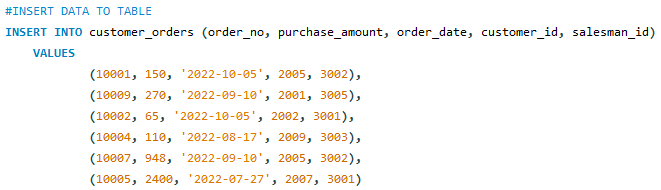 #INSERT DATA TO TABLE
INSERT INTO customer_orders (order_no, purchase_amount, order_date, customer_id, salesman_id)
VALUES
(10001, 150, '2022-10-05', 2005, 3002),
(10009, 270, '2022-09-10', 2001, 3005),
(10002, 65, '2022-10-05', 2002, 3001),
(10004, 110, '2022-08-17', 2009, 3003),
(10007, 948, '2022-09-10', 2005, 3002),
(10005, 2400, '2022-07-27', 2007, 3001)